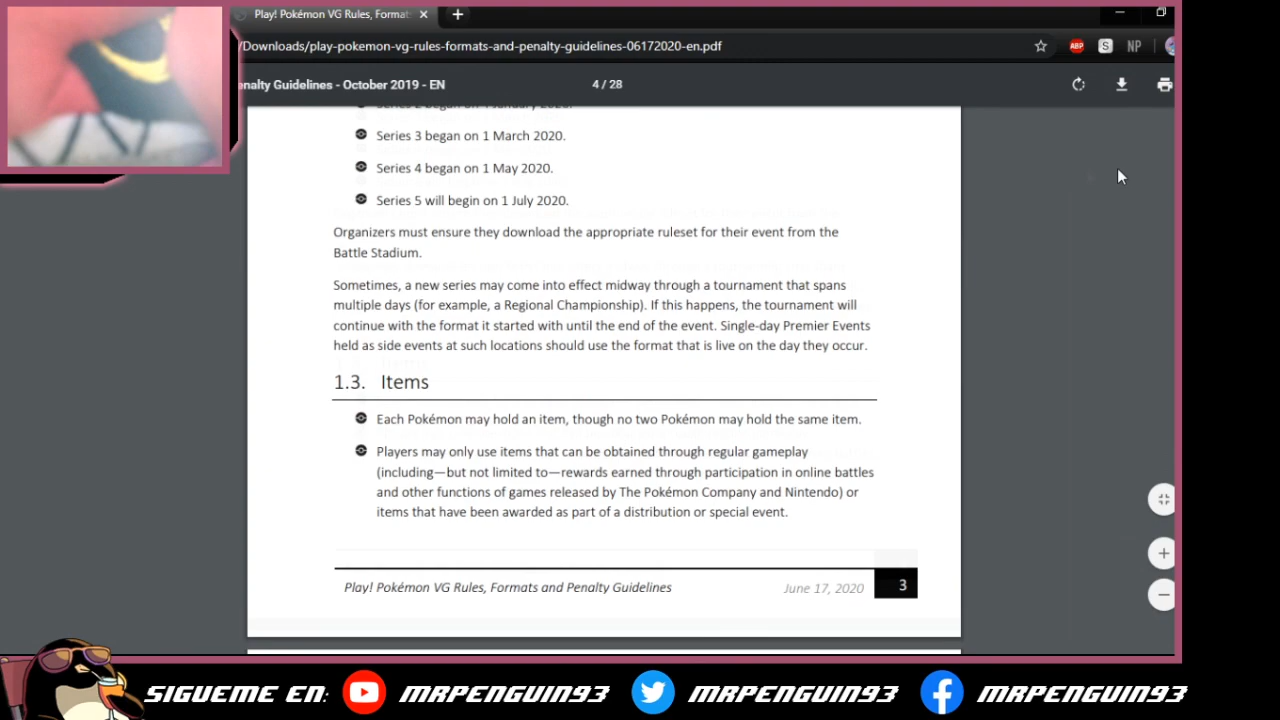 Play! Pokémon VG Rules, Format
/Downloads/play-pokemon-vg-rules-formats-and-penalty-guidelines-06172020-en.pdf
ABP
S
NP
nalty Guidelines - October 2019 - EN
4 / 28
Series 2 began on 1 January 2020.
Series 3 began on 1 March 2020.
Series 4 began on 1 May 2020.
Series 5 will begin on 1 July 2020.
Organizers must ensure they download the appropriate ruleset for their event from the
Battle Stadium.
Sometimes, a new series may come into effect midway through a tournament that spans
multiple days (for example, a Regional Championship). If this happens, the tournament will
continue with the format it started with until the end of the event. Single-day Premier Events
held as side events at such locations should use the format that is live on the day they occur.
1.3. Items
Each Pokémon may hold an item, though no two Pokémon may hold the same item.
Players may only use items that can be obtained through regular gameplay
(including—but not limited to—rewards earned through participation in online battles
and other functions of games released by The Pokémon Company and Nintendo) or
items that have been awarded as part of a distribution or special event.
Play! Pokémon VG Rules, Formats and Penalty Guidelines
June 17, 2020
3
SIGUEME EN: MRPENGUIN93 MRPENGUIN93 MRPENGUIN93